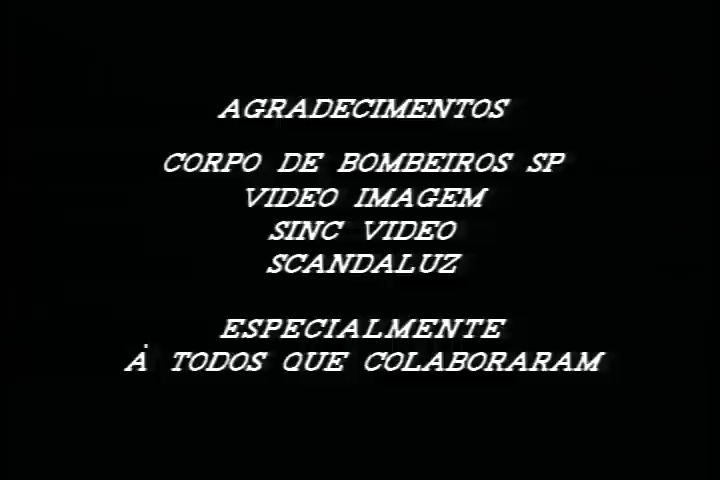 AGRADECIMENTOS
CORPO DE BOMBEIROS SP
VIDEO IMAGEM
SINC VIDEO
SCANDALUZ
ESPECIALMENTE
À TODOS QUE COLABORARAM